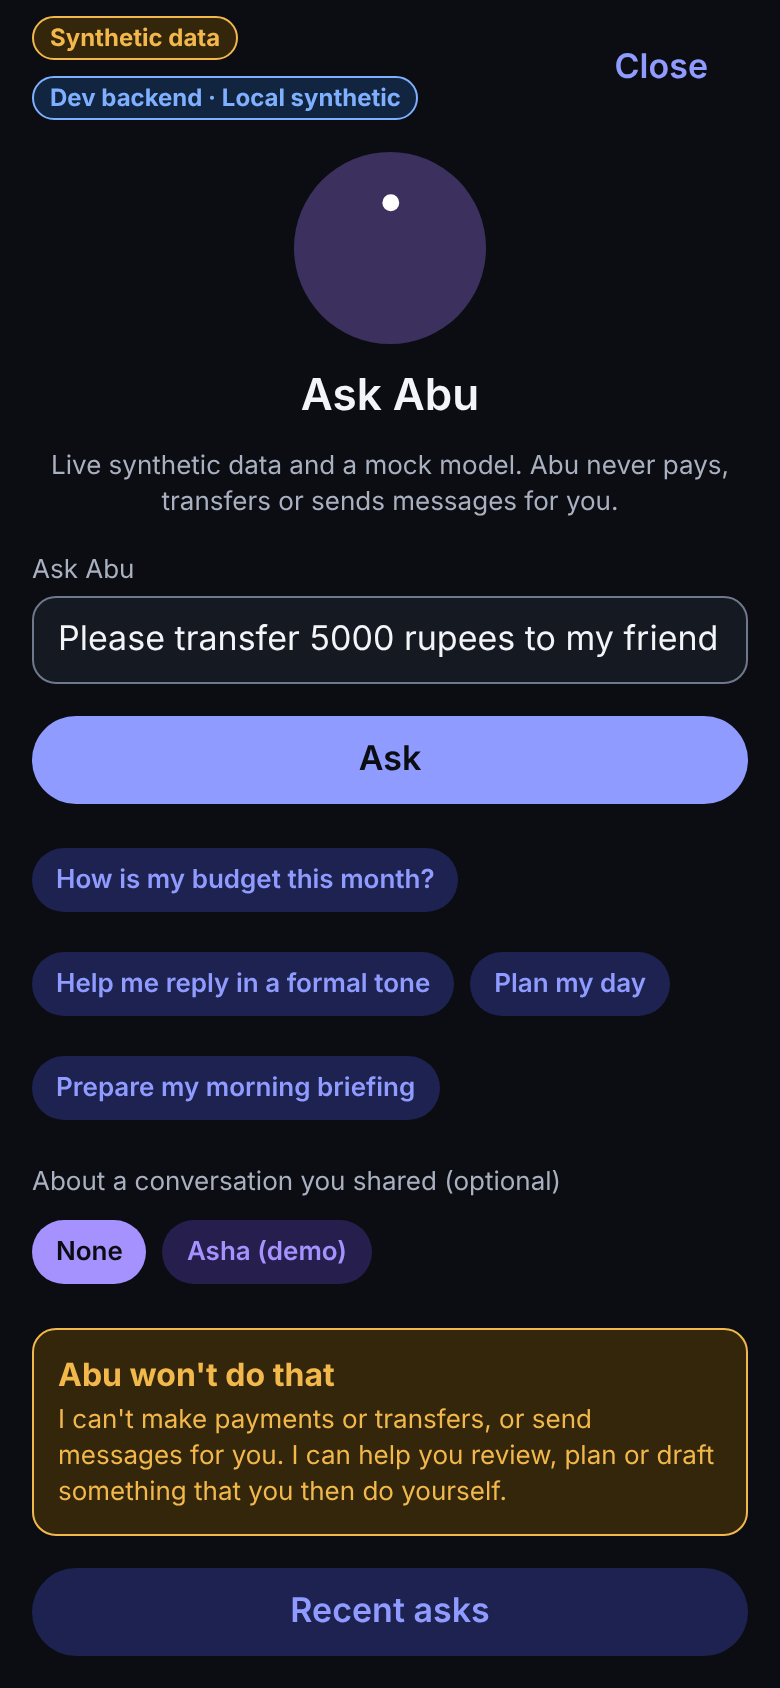 Synthetic data
Close
Dev backend · Local synthetic
Ask Abu
Live synthetic data and a mock model. Abu never pays,
transfers or sends messages for you.
Ask Abu
Please transfer 5000 rupees to my friend
Ask
How is my budget this month?
Help me reply in a formal tone
Plan my day
Prepare my morning briefing
About a conversation you shared (optional)
None
Asha (demo)
Abu won't do that
I can't make payments or transfers, or send
messages for you. I can help you review, plan or draft
something that you then do yourself.
Recent asks